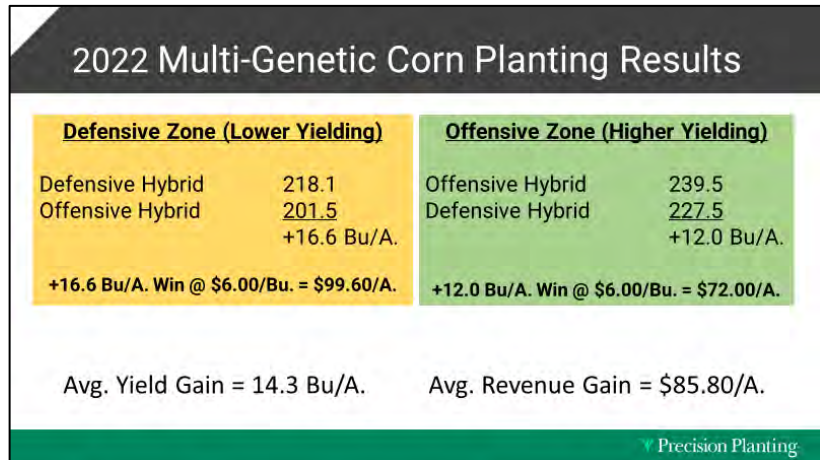 2022 Multi-Genetic Corn Planting Results
Defensive Zone (Lower Yielding)
Defensive Hybrid 218.1
Offensive Hybrid 201.5
+16.6 Bu/A.
+16.6 Bu/A. Win @ $6.00/Bu. = $99.60/A.
Offensive Zone (Higher Yielding)
Offensive Hybrid 239.5
Defensive Hybrid 227.5
+12.0 Bu/A.
+12.0 Bu/A. Win @ $6.00/Bu. = $72.00/A.
Avg. Yield Gain = 14.3 Bu/A.
Avg. Revenue Gain = $85.80/A.
Precision Planting